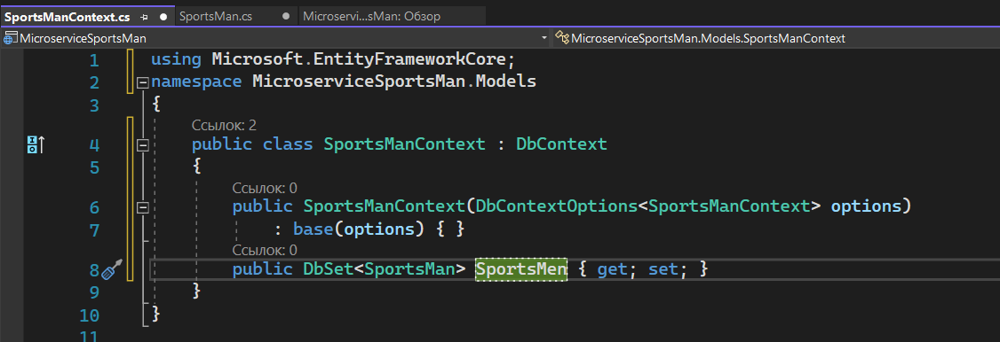 SportsManContext.cs SportsMan.cs Microservi...sMan: Обзор
MicroserviceSportsMan MicroserviceSportsMan.Models.SportsManContext
1 using Microsoft.EntityFrameworkCore;
2 namespace MicroserviceSportsMan.Models
3 {
Ссылок: 2
4 public class SportsManContext : DbContext
5 {
Ссылок: 0
6 public SportsManContext(DbContextOptions<SportsManContext> options)
7 : base(options) { }
Ссылок: 0
8 public DbSet<SportsMan> SportsMen { get; set; }
9 }
10 }
11